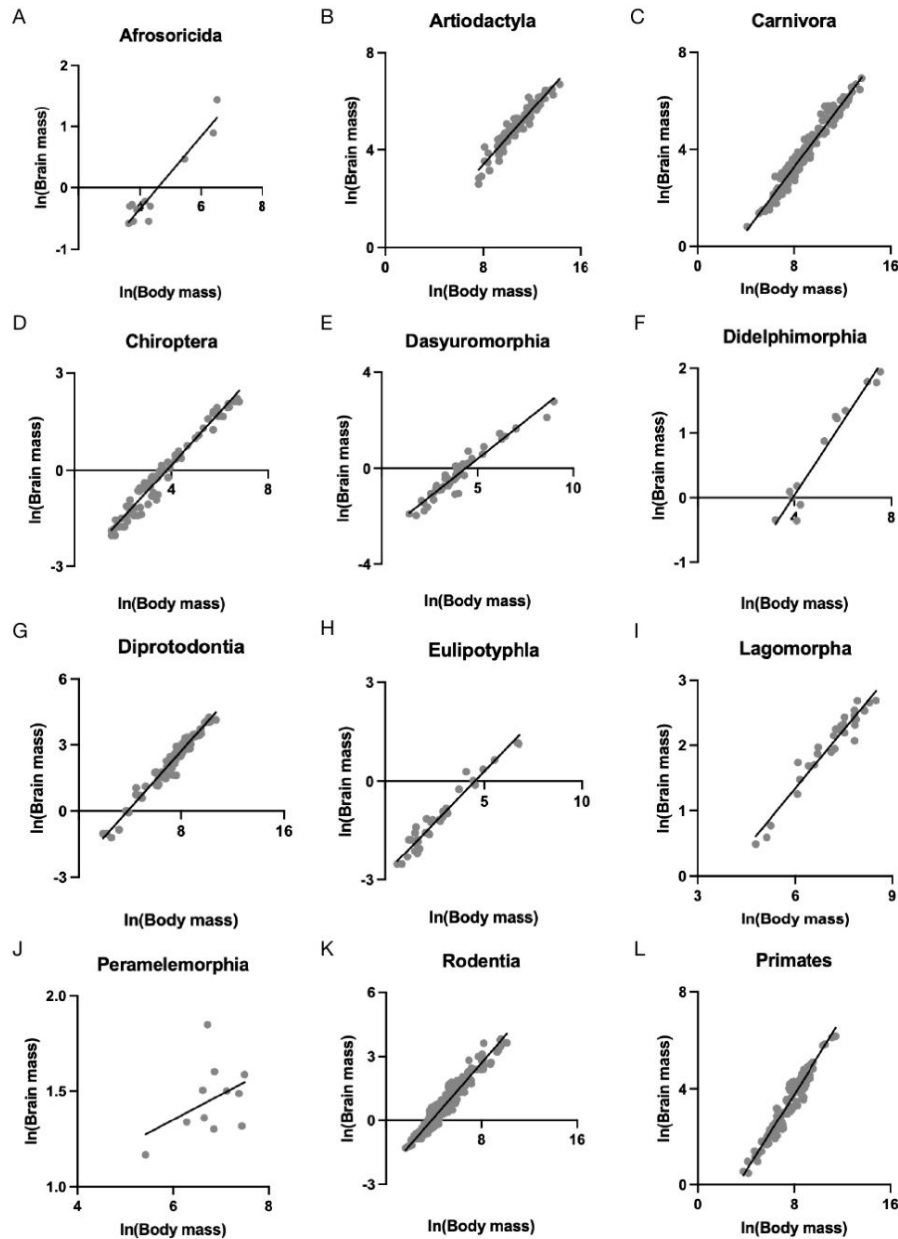 A
Afrosoricida
ln(Brain mass)
2
1
0
-1
4
6
8
ln(Body mass)
B
Artiodactyla
ln(Brain mass)
8
4
0
0
8
16
ln(Body mass)
C
Carnivora
ln(Brain mass)
8
4
0
0
8
16
ln(Body mass)
D
Chiroptera
ln(Brain mass)
3
0
-3
4
8
ln(Body mass)
E
Dasyuromorphia
ln(Brain mass)
4
0
-4
5
10
ln(Body mass)
F
Didelphimorphia
ln(Brain mass)
2
1
0
-1
4
8
ln(Body mass)
G
Diprotodontia
ln(Brain mass)
6
3
0
-3
8
16
ln(Body mass)
H
Eulipotyphla
ln(Brain mass)
3
0
-3
5
10
ln(Body mass)
I
Lagomorpha
ln(Brain mass)
3
2
1
0
3
6
9
ln(Body mass)
J
Peramelemorphia
ln(Brain mass)
2.0
1.5
1.0
4
6
8
ln(Body mass)
K
Rodentia
ln(Brain mass)
6
3
0
-3
8
16
ln(Body mass)
L
Primates
ln(Brain mass)
8
6
4
2
0
0
8
16
ln(Body mass)